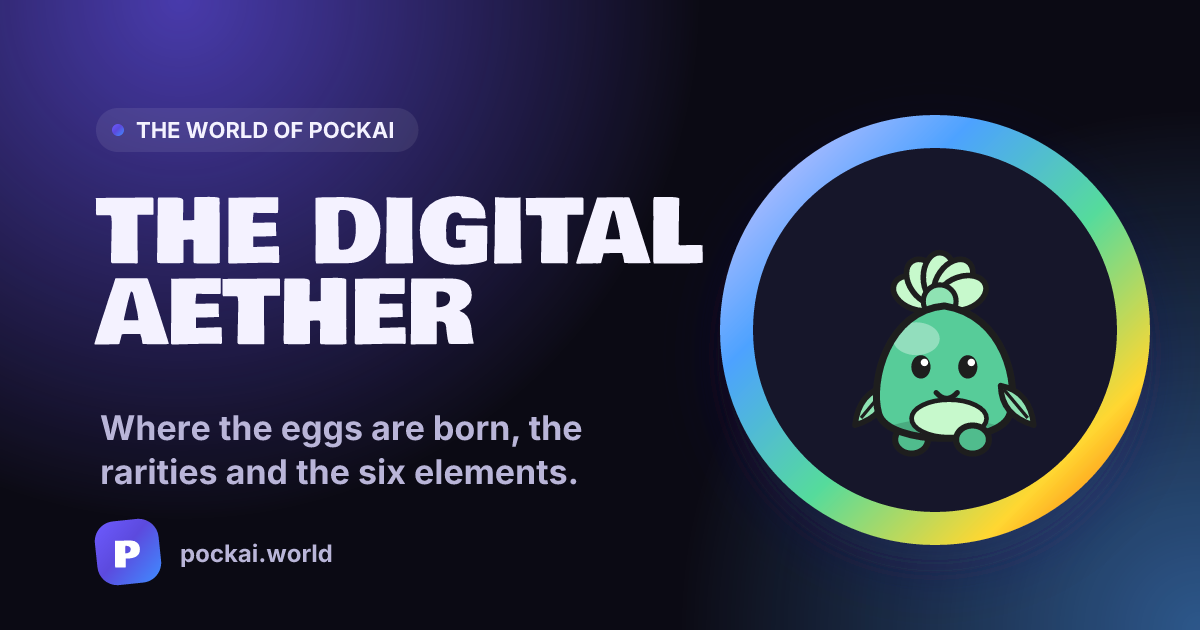 THE WORLD OF POCKAI
THE DIGITAL
AETHER
Where the eggs are born, the
rarities and the six elements.
P
pockai.world